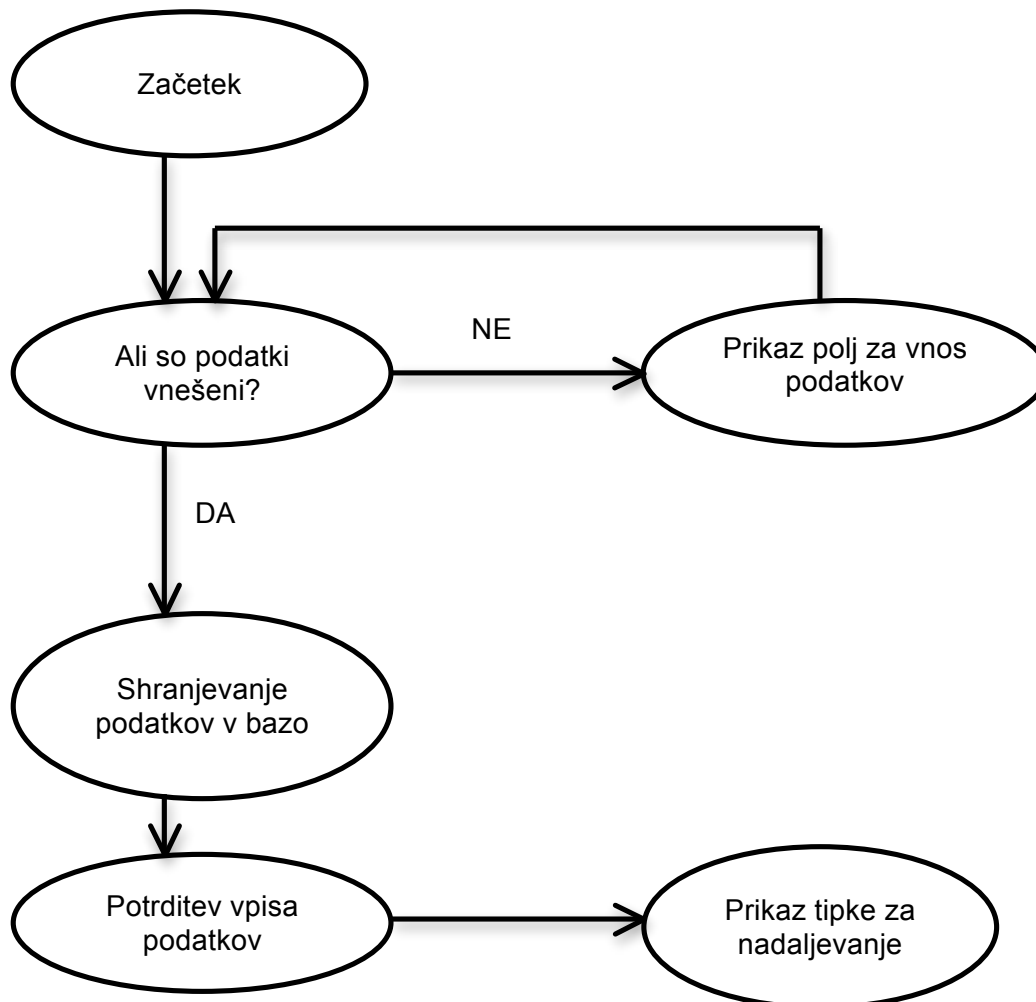 Začetek
Ali so podatki
vnešeni?
NE
Prikaz polj za vnos
podatkov
DA
Shranjevanje
podatkov v bazo
Potrditev vpisa
podatkov
Prikaz tipke za
nadaljevanje